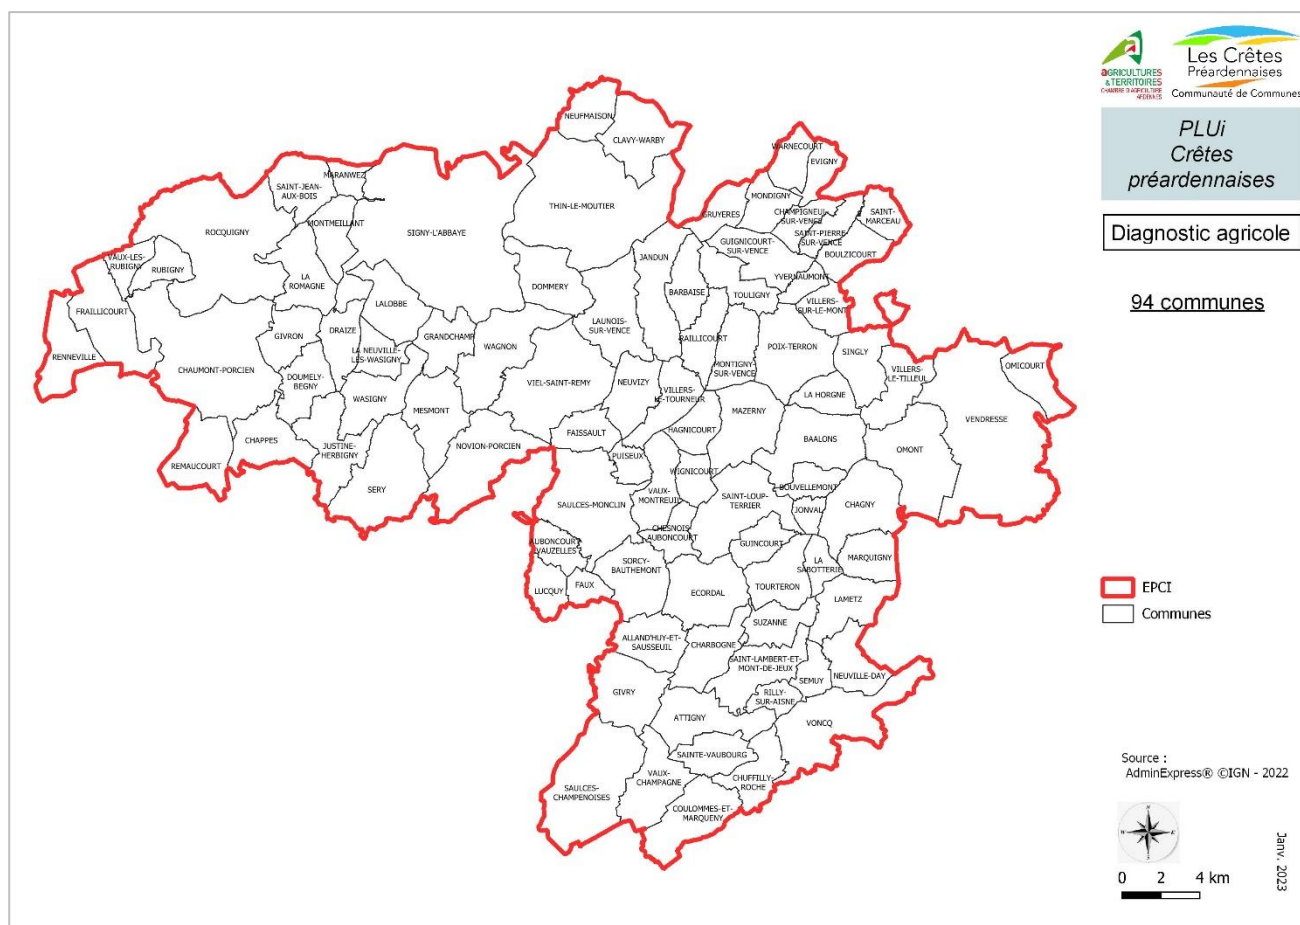 AGRICULTURES
& TERRITOIRES
CHAMBRE D'AGRICULTURE
ARDENNES
Les Crêtes
Préardennaises
Communauté de Communes
PLUi
Crêtes
préardennaises
Diagnostic agricole
94 communes
NEUFMAISON
CLAVY-WARBY
WARNECOURT
EVIGNY
MARANWEZ
SAINT-JEAN-
AUX-BOIS
MONDIGNY
THIN-LE-MOUTIER
GRUYERES
CHAMPIGNEUL-
SUR-VENCE
SAINT-
MARCEAU
MONTMEILLANT
ROCQUIGNY
SIGNY-L'ABBAYE
SAINT-PIERRE-
SUR-VENCE
GUIGNICOURT-
SUR-VENCE
BOULZICOURT
JANDUN
VAUX-LES-
RUBIGNY
RUBIGNY
LA
ROMAGNE
DOMMERY
BARBAISE
YVERNAUMONT
TOULIGNY
LALOBBE
VILLERS-
SUR-LE-MONT
FRAILLICOURT
LAUNOIS-
SUR-VENCE
DRAIZE
GIVRON
GRANDCHAMP
RAILLICOURT
WAGNON
POIX-TERRON
SINGLY
LA NEUVILLE-
LES-WASIGNY
RENNEVILLE
CHAUMONT-PORCIEN
MONTIGNY-
SUR-VENCE
VILLERS-
LE-TILLEUL
OMICOURT
DOUMELY-
BEGNY
VIEL-SAINT-REMY
NEUVIZY
VILLERS-
LE-TOURNEUR
LA HORGNE
WASIGNY
MESMONT
MAZERNY
VENDRESSE
HAGNICOURT
FAISSAULT
BAALONS
CHAPPES
JUSTINE-
HERBIGNY
NOVION-PORCIEN
OMONT
PUISEUX
REMAUCOURT
WIGNICOURT
SERY
BOUVELLEMONT
VAUX-
MONTREUIL
SAINT-LOUP-
TERRIER
SAULCES-MONCLIN
JONVAL
CHAGNY
CHESNOIS-
AUBONCOURT
AUBONCOURT
-VAUZELLES
GUINCOURT
SORCY-
BAUTHEMONT
LA
SABOTTERIE
MARQUIGNY
LUCQUY
FAUX
ECORDAL
TOURTERON
LAMETZ
SUZANNE
ALLAND'HUY-ET-
SAUSSEUIL
CHARBOGNE
SAINT-LAMBERT-ET-
MONT-DE-JEUX
SEMUY
NEUVILLE-DAY
GIVRY
RILLY-
SUR-AISNE
ATTIGNY
VONCQ
SAINTE-VAUBOURG
VAUX-
CHAMPAGNE
CHUFFILLY-
ROCHE
SAULCES-
CHAMPENOISES
COULOMMES-ET-
MARQUENY
EPCI
Communes
Source :
AdminExpress® ©IGN - 2022
N
W
E
S
0 2 4 km
Janv. 2023